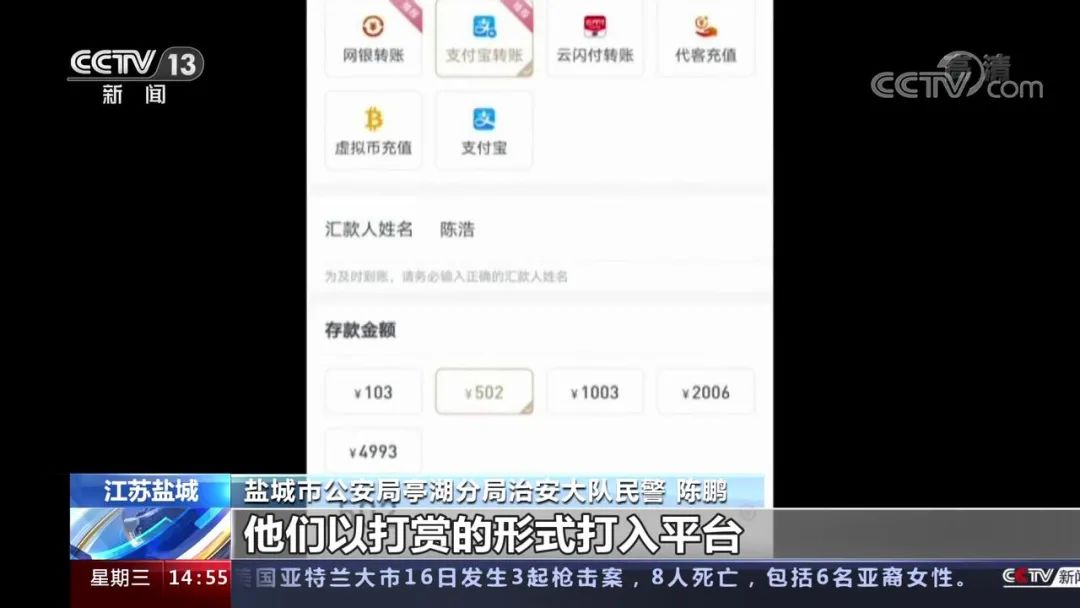 CCTV 13
新 闻
高清
CCTV.com
推荐
推荐
网银转账
支付宝转账
云闪付转账
代客充值
虚拟币充值
支付宝
汇款人姓名 陈浩
为及时到账，请务必输入正确的汇款人姓名
存款金额
¥103
¥502
¥1003
¥2006
¥4993
江苏盐城
盐城市公安局亭湖分局治安大队民警 陈鹏
他们以打赏的形式打入平台
星期三 14:55
美国亚特兰大市16日发生3起枪击案，8人死亡，包括6名亚裔女性。
CCTV 新闻